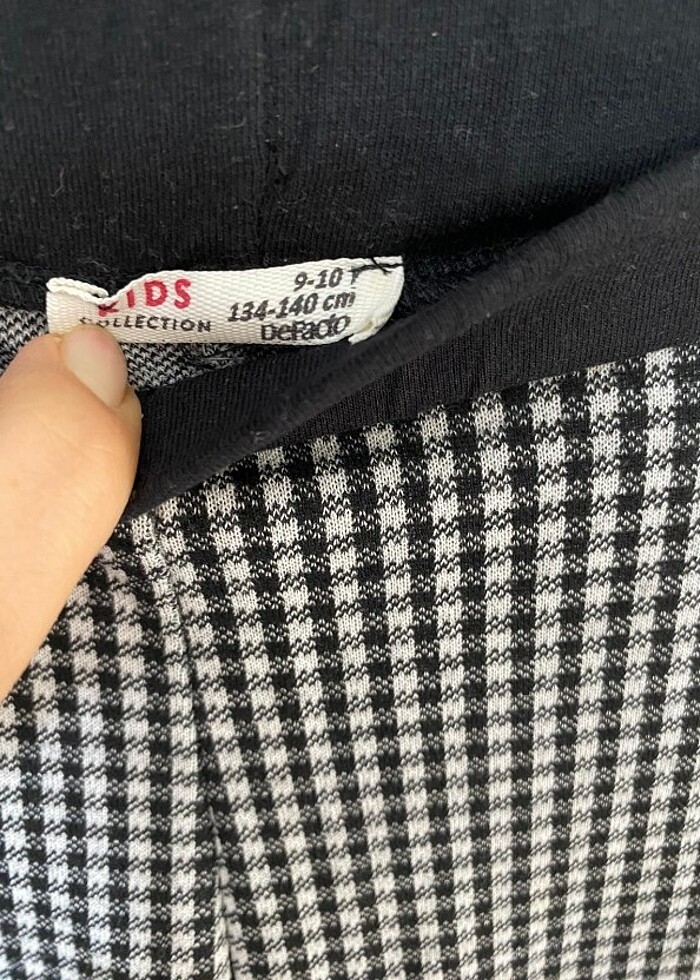 KIDS
COLLECTION
9-10 Y
134-140 cm
DeFacto